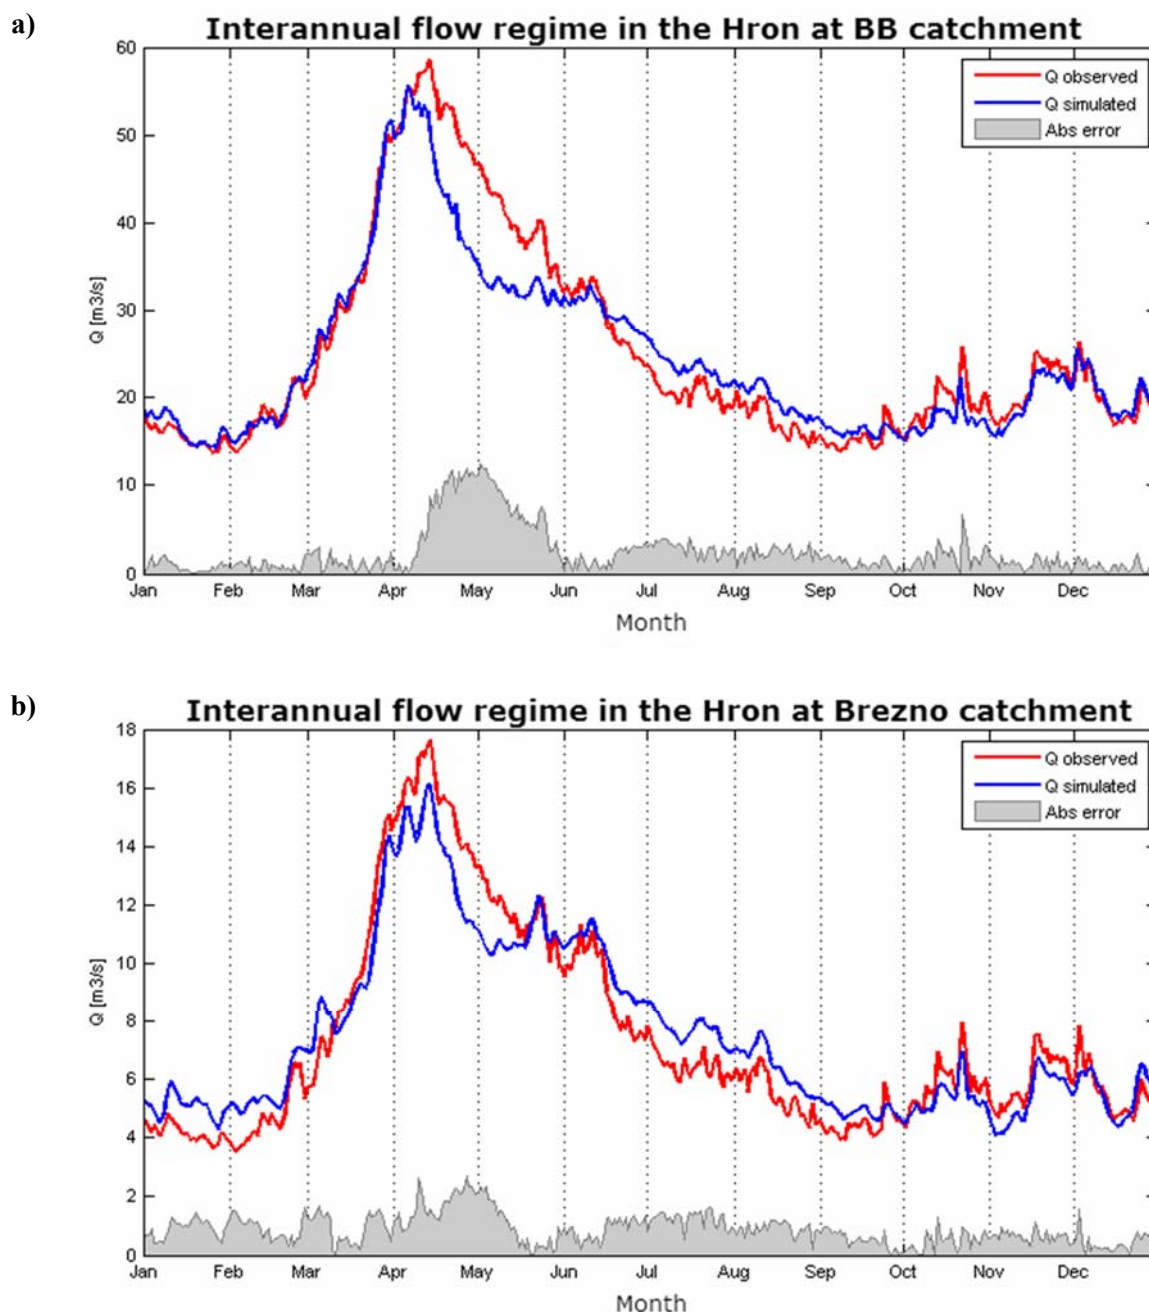 a)
Interannual flow regime in the Hron at BB catchment
60
50
40
30
20
10
0
Q [m3/s]
Q observed
Q simulated
Abs error
Jan Feb Mar Apr May Jun Jul Aug Sep Oct Nov Dec
Month
b)
Interannual flow regime in the Hron at Brezno catchment
18
16
14
12
10
8
6
4
2
0
Q [m3/s]
Q observed
Q simulated
Abs error
Jan Feb Mar Apr May Jun Jul Aug Sep Oct Nov Dec
Month